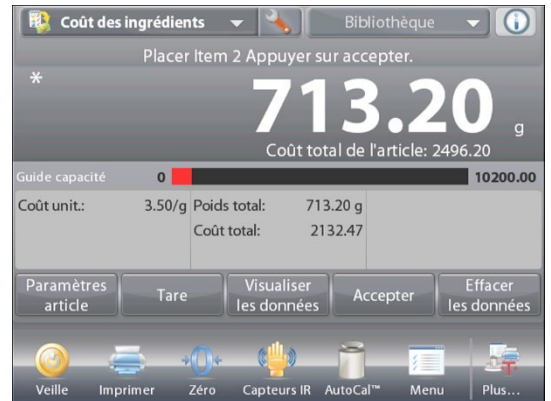 Coût des ingrédients Bibliothèque
Placer Item 2 Appuyer sur accepter.
*
713.20 g
Coût total de l'article: 2496.20
Guide capacité 0 10200.00
Coût unit.: 3.50/g Poids total: 713.20 g
Coût total: 2132.47
Paramètres article Tare Visualiser les données Accepter Effacer les données
Veille Imprimer Zéro Capteurs IR AutoCal™ Menu Plus...